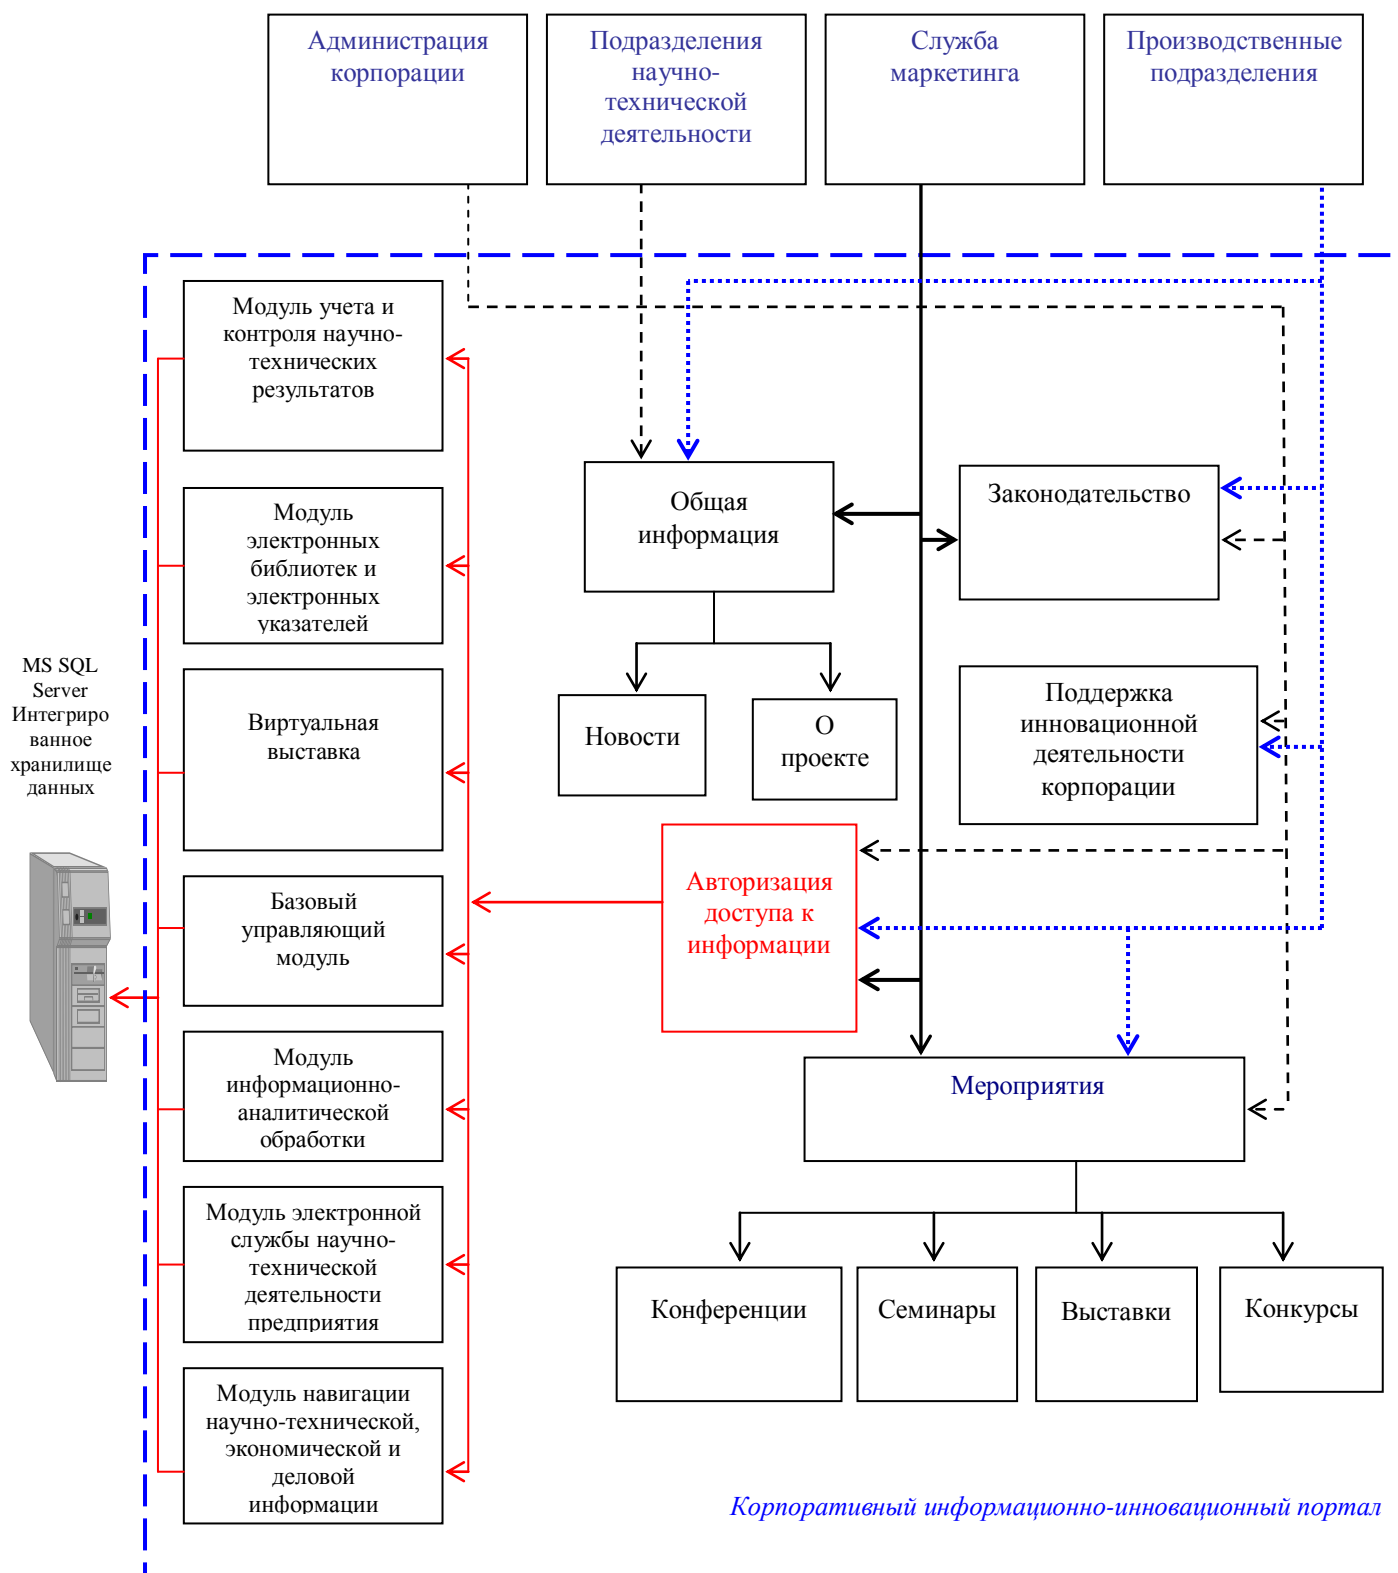 Администрация
корпорации
Подразделения
научно-
технической
деятельности
Служба
маркетинга
Производственные
подразделения
Модуль учета и
контроля научно-
технических
результатов
Модуль
электронных
библиотек и
электронных
указателей
Виртуальная
выставка
Базовый
управляющий
модуль
Модуль
информационно-
аналитической
обработки
Модуль электронной
службы научно-
технической
деятельности
предприятия
Модуль навигации
научно-технической,
экономической и
деловой
информации
MS SQL
Server
Интегриро
ванное
хранилище
данных
Общая
информация
Законодательство
Новости
О
проекте
Поддержка
инновационной
деятельности
корпорации
Авторизация
доступа к
информации
Мероприятия
Конференции
Семинары
Выставки
Конкурсы
Корпоративный информационно-инновационный портал